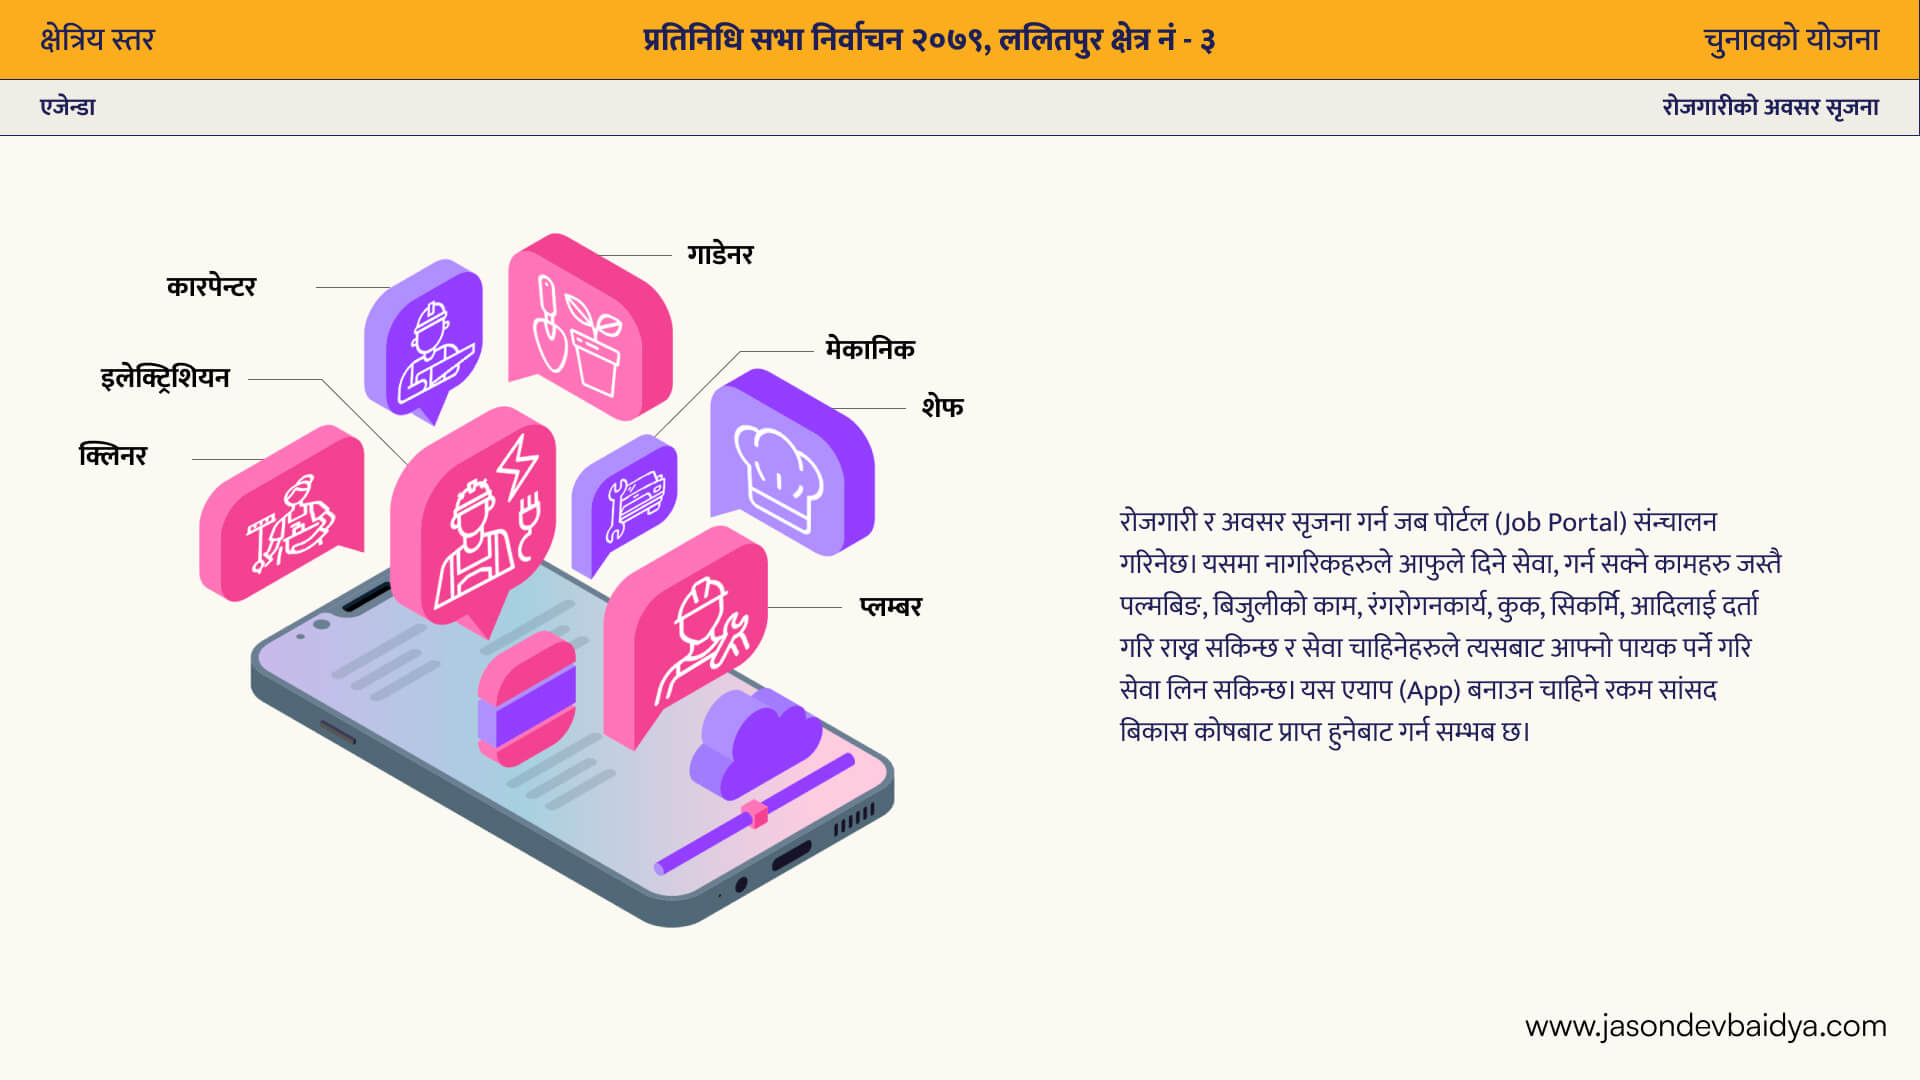 क्षेत्रिय स्तर
प्रतिनिधि सभा निर्वाचन २०७९, ललितपुर क्षेत्र नं - ३
चुनावको योजना
एजेन्डा
रोजगारीको अवसर सृजना
गाडेनर
कारपेन्टर
मेकानिक
इलेक्ट्रिशियन
शेफ
क्लिनर
प्लम्बर
रोजगारी र अवसर सृजना गर्न जब पोर्टल (Job Portal) संन्चालन
गरिनेछ। यसमा नागरिकहरुले आफुले दिने सेवा, गर्न सक्ने कामहरु जस्तै
पल्मबिङ, बिजुलीको काम, रंगरोगनकार्य, कुक, सिकर्मि, आदिलाई दर्ता
गरि राख्न सकिन्छ र सेवा चाहिनेहरुले त्यसबाट आफ्नो पायक पर्ने गरि
सेवा लिन सकिन्छ। यस एयाप (App) बनाउन चाहिने रकम सांसद
बिकास कोषबाट प्राप्त हुनेबाट गर्न सम्भब छ।
www.jasondevbaidya.com